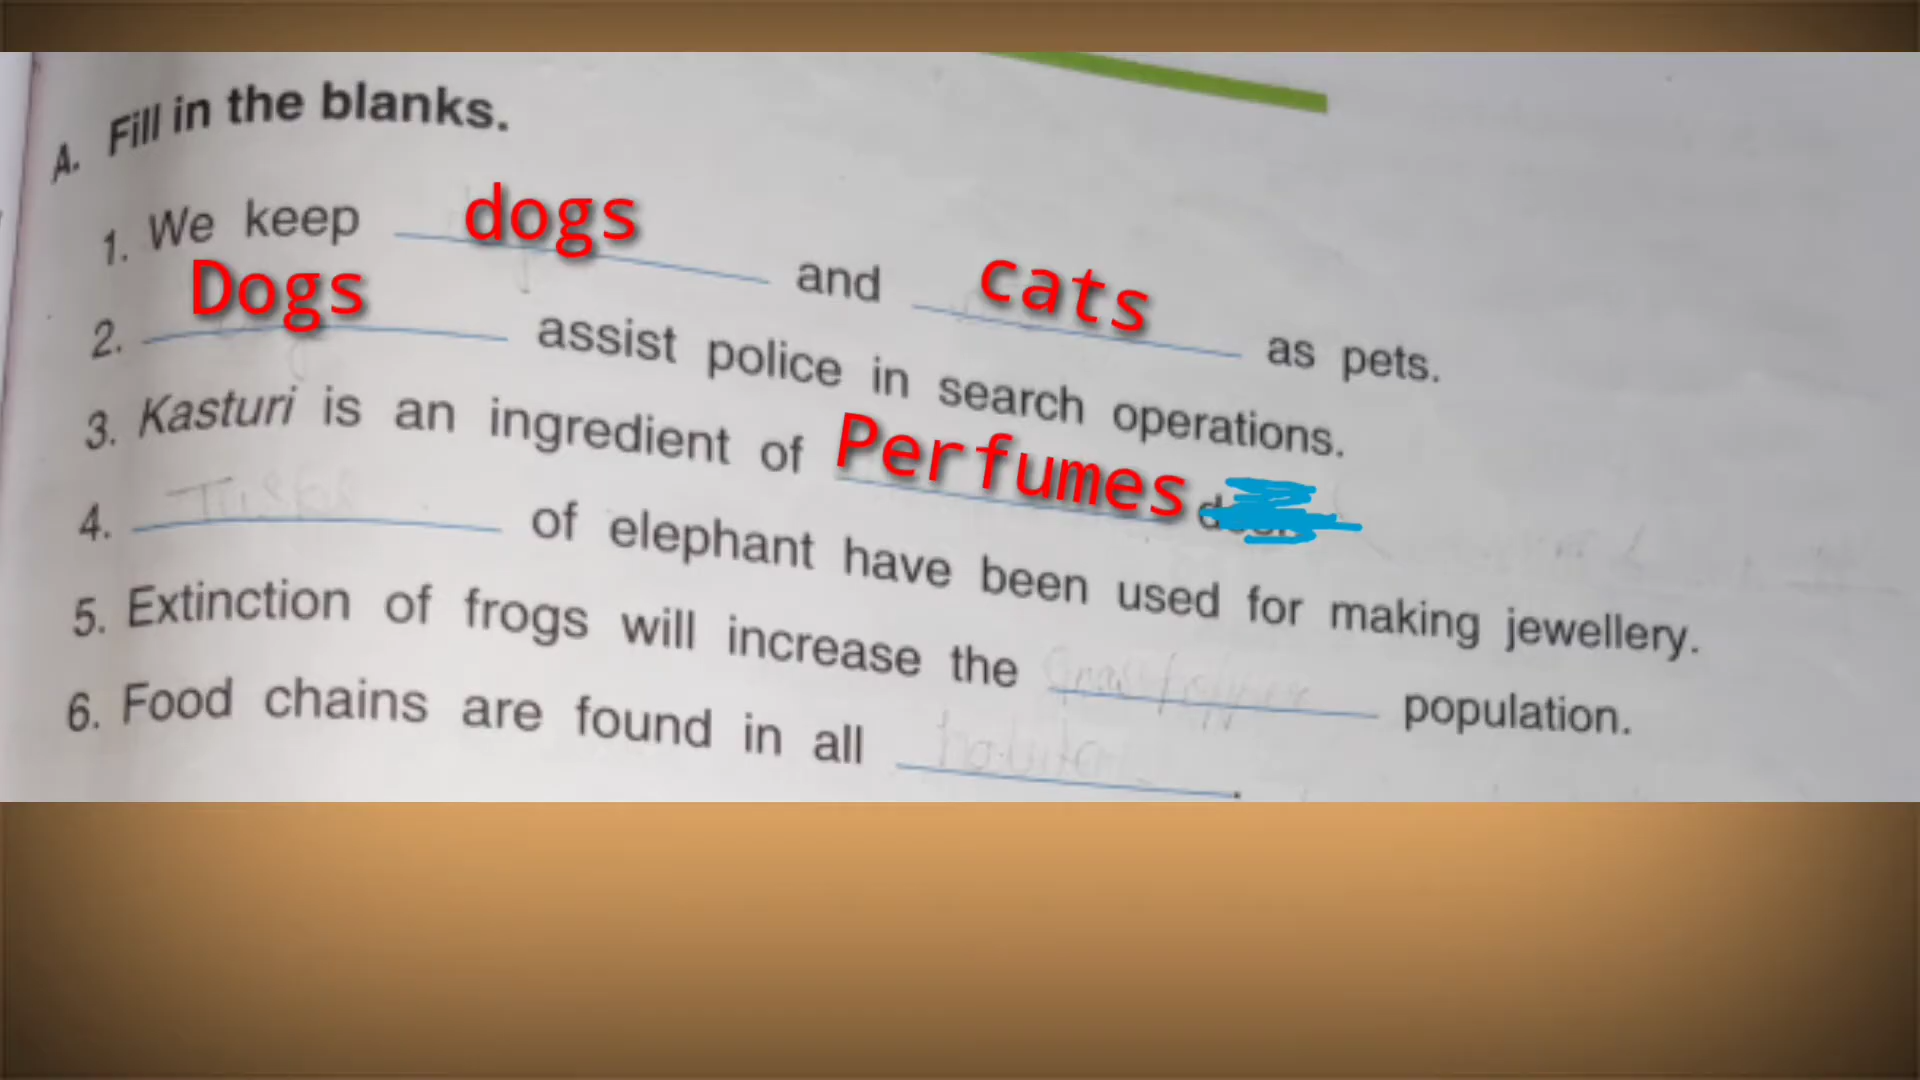 A. Fill in the blanks.
1. We keep dogs and cats as pets.
2. Dogs assist police in search operations.
3. Kasturi is an ingredient of Perfumes
4. Tusks of elephant have been used for making jewellery.
5. Extinction of frogs will increase the population.
6. Food chains are found in all